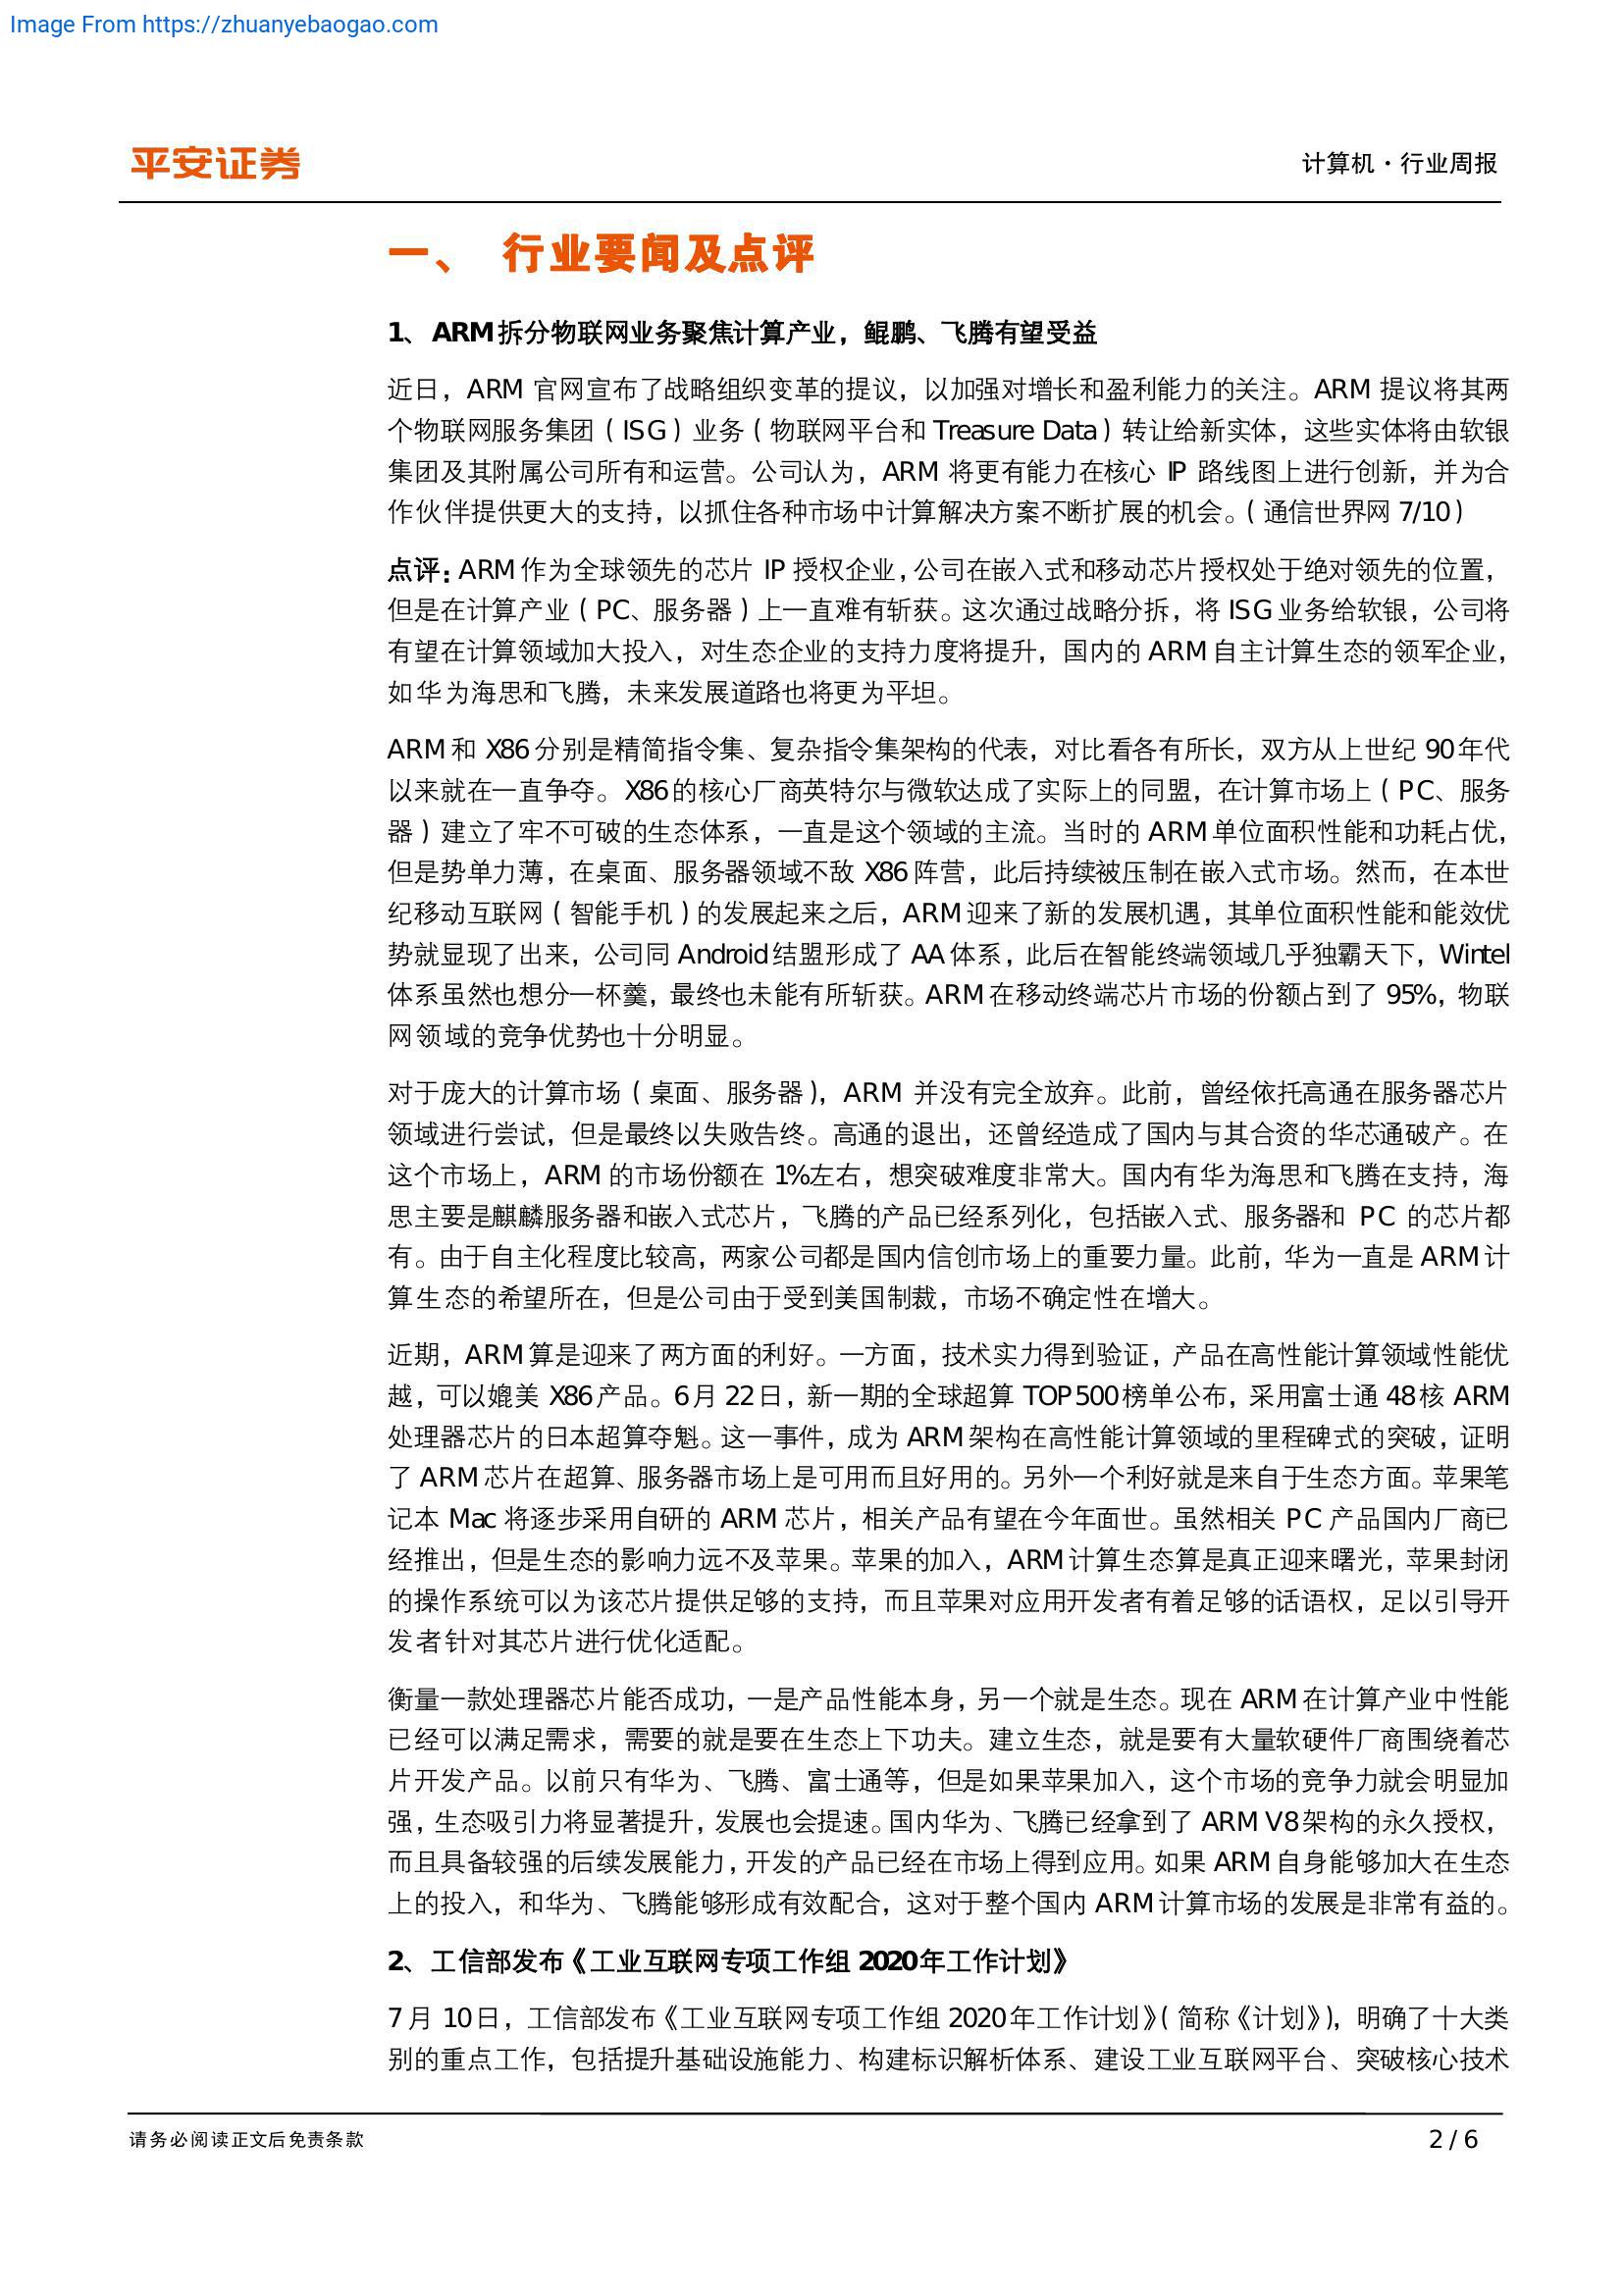 Image From https://zhuanyebaogao.com
平安证券
计算机·行业周报
一、 行业要闻及点评
1、ARM拆分物联网业务聚焦计算产业，鲲鹏、飞腾有望受益
近日，ARM 官网宣布了战略组织变革的提议，以加强对增长和盈利能力的关注。ARM 提议将其两
个物联网服务集团（ISG）业务（物联网平台和 Treasure Data）转让给新实体，这些实体将由软银
集团及其附属公司所有和运营。公司认为，ARM 将更有能力在核心 IP 路线图上进行创新，并为合
作伙伴提供更大的支持，以抓住各种市场中计算解决方案不断扩展的机会。（通信世界网 7/10）
点评：ARM 作为全球领先的芯片 IP 授权企业，公司在嵌入式和移动芯片授权处于绝对领先的位置，
但是在计算产业（PC、服务器）上一直难有斩获。这次通过战略分拆，将 ISG 业务给软银，公司将
有望在计算领域加大投入，对生态企业的支持力度将提升，国内的 ARM 自主计算生态的领军企业，
如华为海思和飞腾，未来发展道路也将更为平坦。
ARM 和 X86 分别是精简指令集、复杂指令集架构的代表，对比看各有所长，双方从上世纪 90 年代
以来就在一直争夺。X86 的核心厂商英特尔与微软达成了实际上的同盟，在计算市场上（PC、服务
器）建立了牢不可破的生态体系，一直是这个领域的主流。当时的 ARM 单位面积性能和功耗占优，
但是势单力薄，在桌面、服务器领域不敌 X86 阵营，此后持续被压制在嵌入式市场。然而，在本世
纪移动互联网（智能手机）的发展起来之后，ARM 迎来了新的发展机遇，其单位面积性能和能效优
势就显现了出来，公司同 Android 结盟形成了 AA 体系，此后在智能终端领域几乎独霸天下，Wintel
体系虽然也想分一杯羹，最终也未能有所斩获。ARM 在移动终端芯片市场的份额占到了 95%，物联
网领域的竞争优势也十分明显。
对于庞大的计算市场（桌面、服务器），ARM 并没有完全放弃。此前，曾经依托高通在服务器芯片
领域进行尝试，但是最终以失败告终。高通的退出，还曾经造成了国内与其合资的华芯通破产。在
这个市场上，ARM 的市场份额在 1%左右，想突破难度非常大。国内有华为海思和飞腾在支持，海
思主要是麒麟服务器和嵌入式芯片，飞腾的产品已经系列化，包括嵌入式、服务器和 PC 的芯片都
有。由于自主化程度比较高，两家公司都是国内信创市场上的重要力量。此前，华为一直是 ARM 计
算生态的希望所在，但是公司由于受到美国制裁，市场不确定性在增大。
近期，ARM 算是迎来了两方面的利好。一方面，技术实力得到验证，产品在高性能计算领域性能优
越，可以媲美 X86 产品。6 月 22 日，新一期的全球超算 TOP500 榜单公布，采用富士通 48 核 ARM
处理器芯片的日本超算夺魁。这一事件，成为 ARM 架构在高性能计算领域的里程碑式的突破，证明
了 ARM 芯片在超算、服务器市场上是可用而且好用的。另外一个利好就是来自于生态方面。苹果笔
记本 Mac 将逐步采用自研的 ARM 芯片，相关产品有望在今年面世。虽然相关 PC 产品国内厂商已
经推出，但是生态的影响力远不及苹果。苹果的加入，ARM 计算生态算是真正迎来曙光，苹果封闭
的操作系统可以为该芯片提供足够的支持，而且苹果对应用开发者有着足够的话语权，足以引导开
发者针对其芯片进行优化适配。
衡量一款处理器芯片能否成功，一是产品性能本身，另一个就是生态。现在 ARM 在计算产业中性能
已经可以满足需求，需要的就是要在生态上下功夫。建立生态，就是要有大量软硬件厂商围绕着芯
片开发产品。以前只有华为、飞腾、富士通等，但是如果苹果加入，这个市场的竞争力就会明显加
强，生态吸引力将显著提升，发展也会提速。国内华为、飞腾已经拿到了 ARM V8 架构的永久授权，
而且具备较强的后续发展能力，开发的产品已经在市场上得到应用。如果 ARM 自身能够加大在生态
上的投入，和华为、飞腾能够形成有效配合，这对于整个国内 ARM 计算市场的发展是非常有益的。
2、工信部发布《工业互联网专项工作组 2020 年工作计划》
7 月 10 日，工信部发布《工业互联网专项工作组 2020 年工作计划》（简称《计划》），明确了十大类
别的重点工作，包括提升基础设施能力、构建标识解析体系、建设工业互联网平台、突破核心技术
请务必阅读正文后免责条款
2 / 6